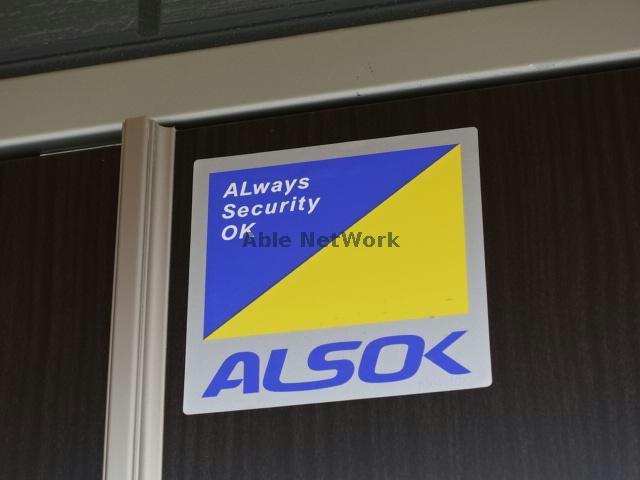 ALways
Security
OK
Able NetWork
ALSOK